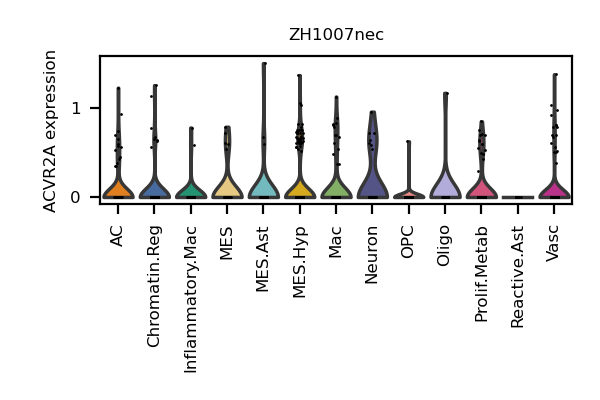 ZH1007nec
ACVR2A expression
1
0
AC
Chromatin.Reg
Inflammatory.Mac
MES
MES.Ast
MES.Hyp
Mac
Neuron
OPC
Oligo
Prolif.Metab
Reactive.Ast
Vasc